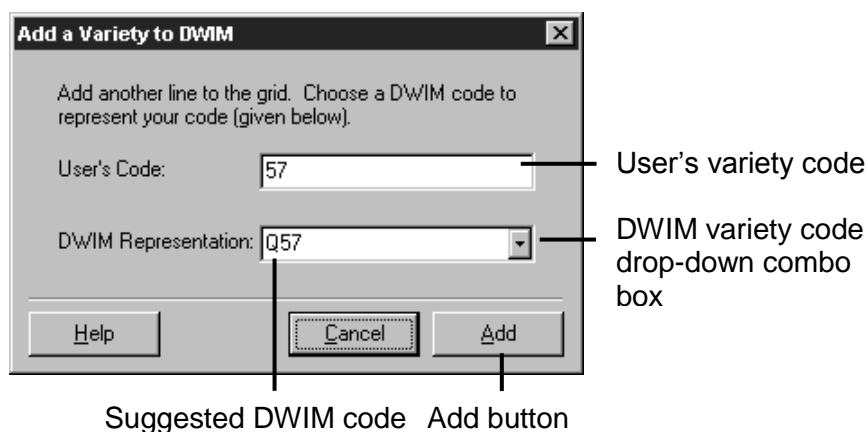 Add a Variety to DWIM
Add another line to the grid. Choose a DWIM code to
represent your code (given below).
User's Code:
57
User's variety code
DWIM Representation:
Q57
DWIM variety code
drop-down combo
box
Help
Cancel
Add
Suggested DWIM code
Add button